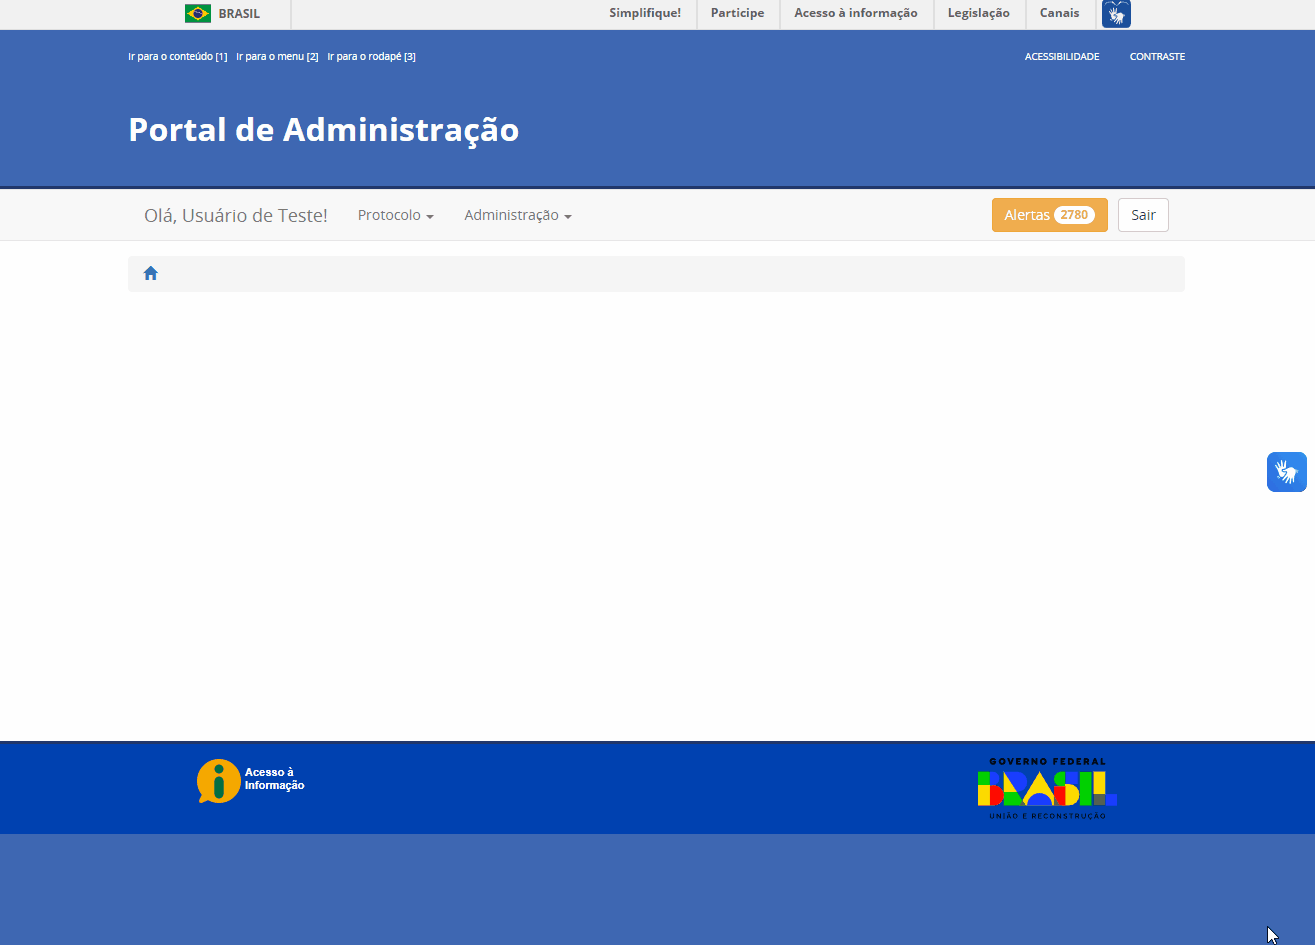 BRASIL
Simplifique! Participe Acesso à informação Legislação Canais
Ir para o conteúdo [1] Ir para o menu [2] Ir para o rodapé [3]
ACESSIBILIDADE CONTRASTE
Portal de Administração
Olá, Usuário de Teste! Protocolo Administração Alertas 2780 Sair
Acesso à
Informação
GOVERNO FEDERAL
BRASIL
UNIÃO E RECONSTRUÇÃO